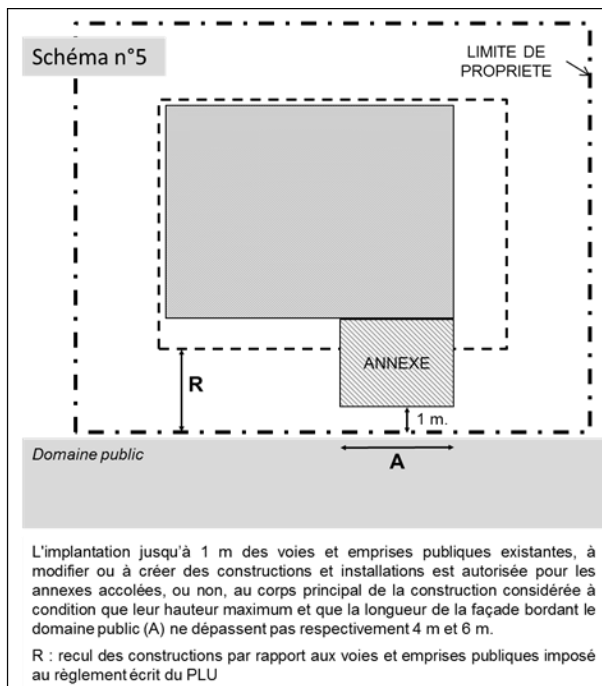 Schéma n°5
LIMITE DE
PROPRIETE
ANNEXE
R
1 m.
Domaine public
A
L'implantation jusqu'à 1 m des voies et emprises publiques existantes, à
modifier ou à créer des constructions et installations est autorisée pour les
annexes accolées, ou non, au corps principal de la construction considérée à
condition que leur hauteur maximum et que la longueur de la façade bordant le
domaine public (A) ne dépassent pas respectivement 4 m et 6 m.
R : recul des constructions par rapport aux voies et emprises publiques imposé
au règlement écrit du PLU